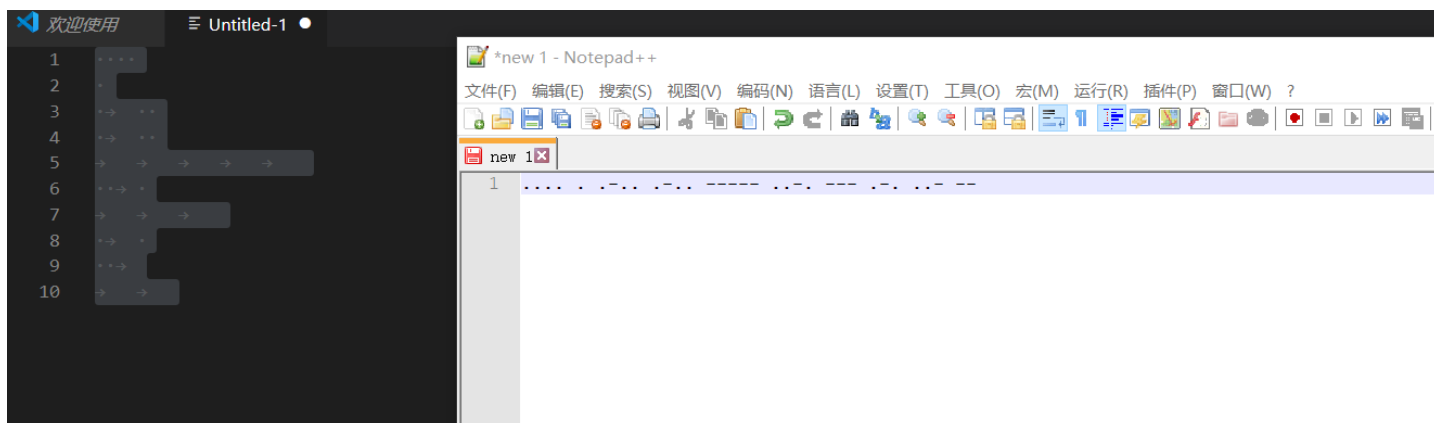 欢迎使用 Untitled-1
1 ····
2 ·
3 ·→ ··
4 ·→ ··
5 → → → → →
6 ··→ ·
7 → → →
8 ·→ ·
9 ··→
10 → →
*new 1 - Notepad++
文件(F) 编辑(E) 搜索(S) 视图(V) 编码(N) 语言(L) 设置(T) 工具(O) 宏(M) 运行(R) 插件(P) 窗口(W) ?
new 1
1 .... . .-.. .-.. ----- ..-. --- .-. ..- --